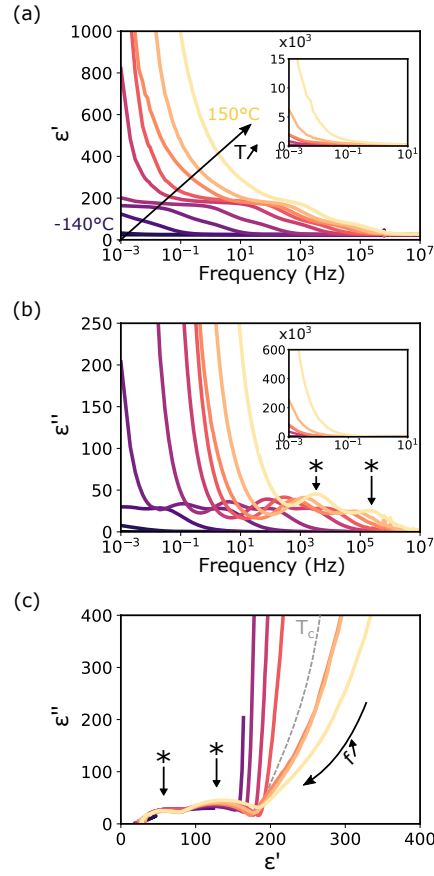 (a)
1000
800
600
400
200
0
ε'
150°C
T
-140°C
10⁻³ 10⁻¹ 10¹ 10³ 10⁵ 10⁷
Frequency (Hz)
x10³
15
10
5
0
10⁻³ 10⁻¹ 10¹
(b)
250
200
150
100
50
0
ε''
* *
10⁻³ 10⁻¹ 10¹ 10³ 10⁵ 10⁷
Frequency (Hz)
x10³
600
400
200
0
10⁻³ 10⁻¹ 10¹
(c)
400
300
200
100
0
ε''
T_c
* *
f
0 100 200 300 400
ε'